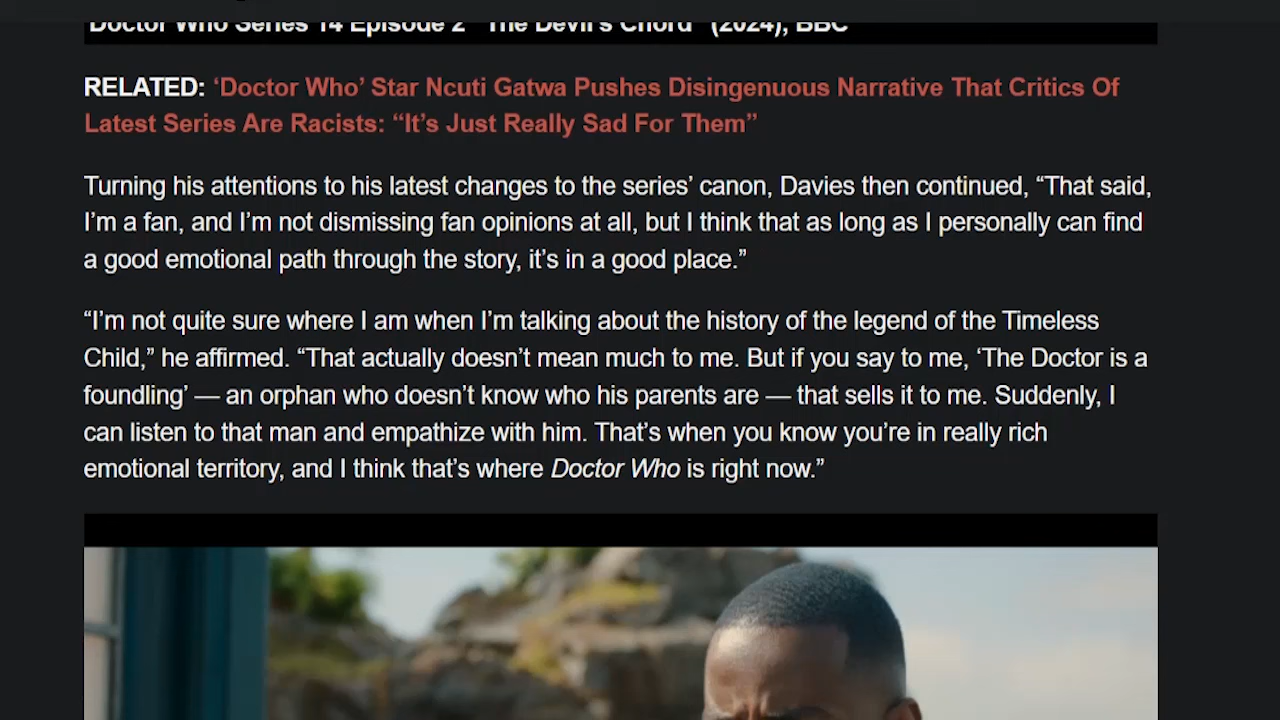 Doctor Who Series 14 Episode 2 "The Devil's Chord" (2024), BBC
RELATED: ‘Doctor Who’ Star Ncuti Gatwa Pushes Disingenuous Narrative That Critics Of
Latest Series Are Racists: “It’s Just Really Sad For Them”
Turning his attentions to his latest changes to the series’ canon, Davies then continued, “That said,
I’m a fan, and I’m not dismissing fan opinions at all, but I think that as long as I personally can find
a good emotional path through the story, it’s in a good place.”
“I’m not quite sure where I am when I’m talking about the history of the legend of the Timeless
Child,” he affirmed. “That actually doesn’t mean much to me. But if you say to me, ‘The Doctor is a
foundling’ — an orphan who doesn’t know who his parents are — that sells it to me. Suddenly, I
can listen to that man and empathize with him. That’s when you know you’re in really rich
emotional territory, and I think that’s where Doctor Who is right now.”